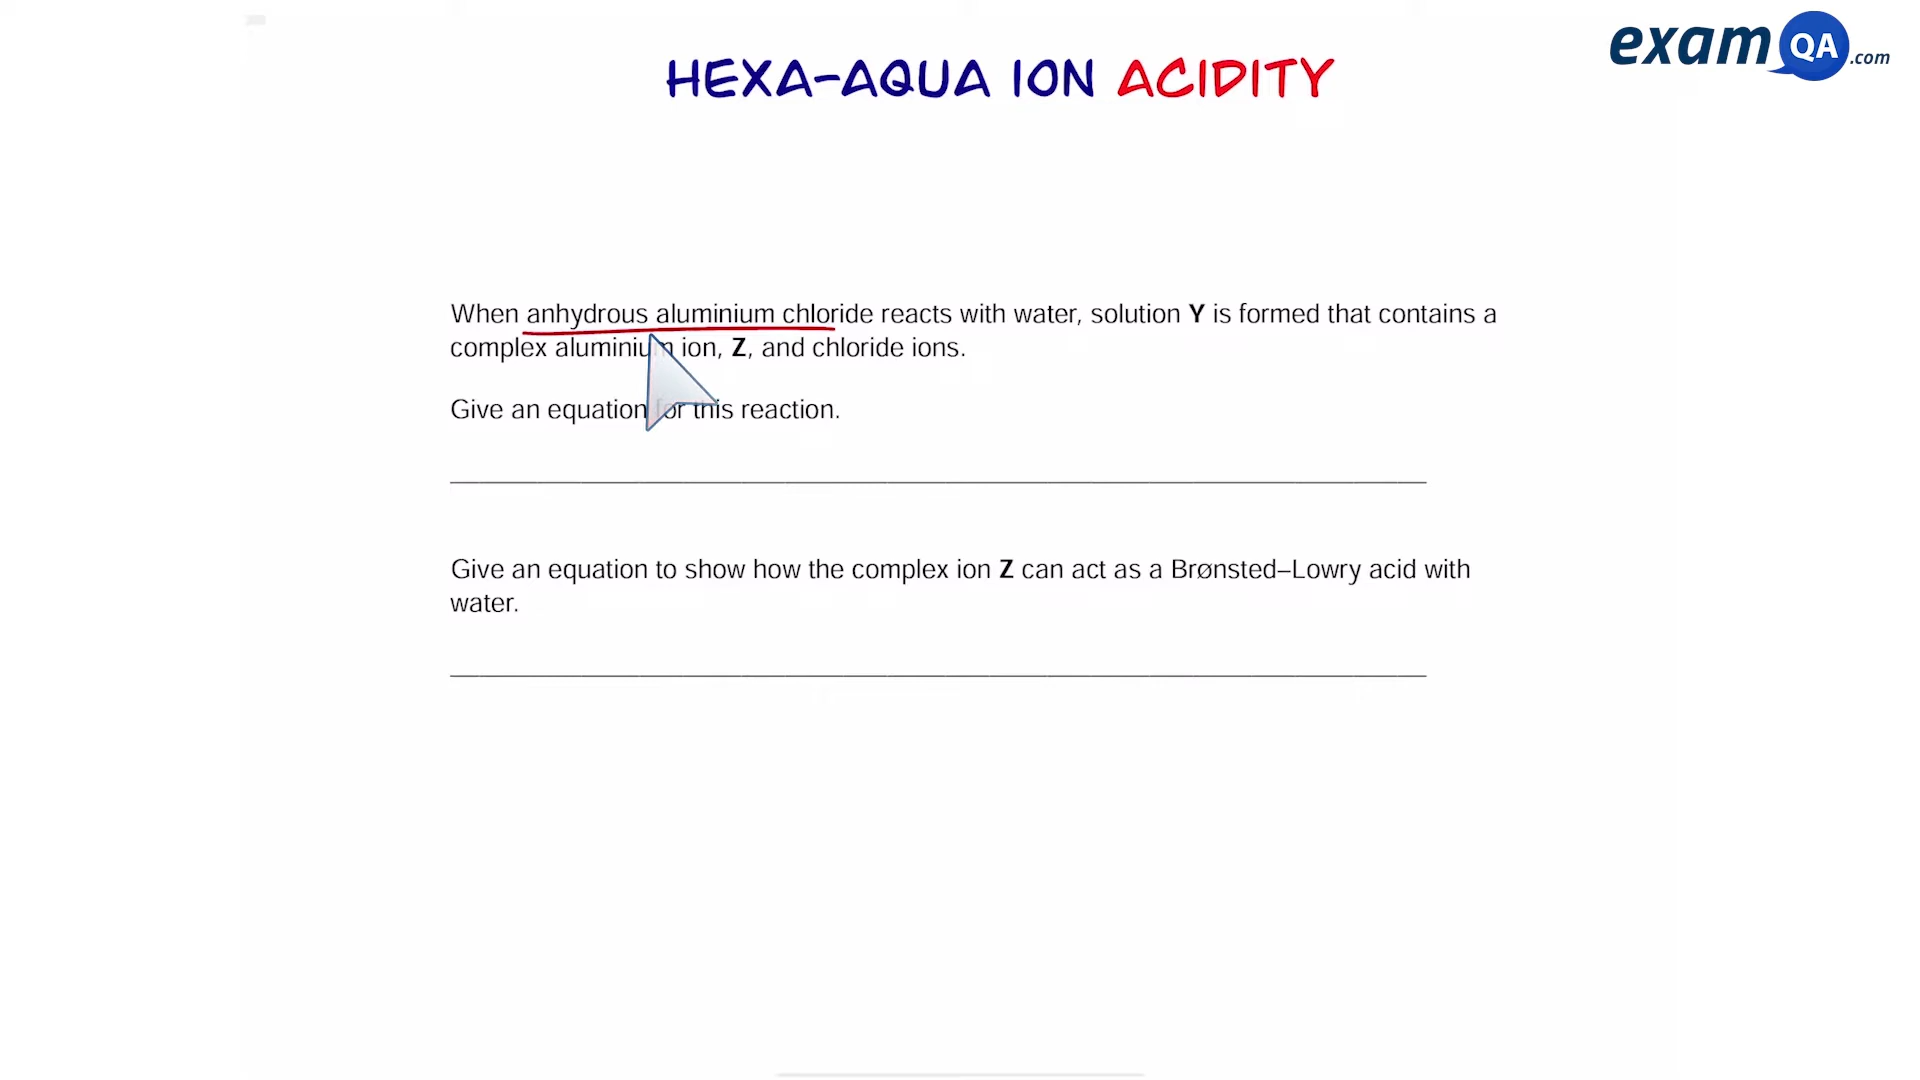 examQA.com
HEXA-AQUA ION ACIDITY
When anhydrous aluminium chloride reacts with water, solution Y is formed that contains a
complex aluminium ion, Z, and chloride ions.
Give an equation for this reaction.
Give an equation to show how the complex ion Z can act as a Brønsted–Lowry acid with
water.